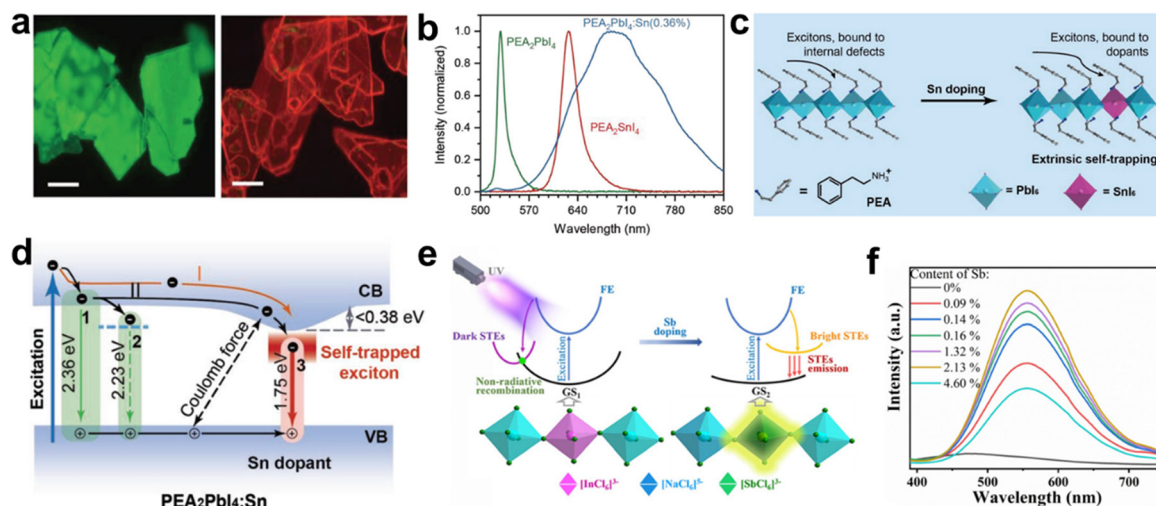 a
b
PEA₂PbI₄:Sn(0.36%)
PEA₂PbI₄
PEA₂SnI₄
Intensity (normalized)
1.0
0.8
0.6
0.4
0.2
0.0
500 570 640 710 780 850
Wavelength (nm)
c
Excitons, bound to
internal defects
Sn doping
Excitons, bound to
dopants
Extrinsic self-trapping
=
NH₃⁺
PEA
= PbI₆
= SnI₆
d
Excitation
I
II
CB
<0.38 eV
1
2
3
2.36 eV
2.23 eV
Coulomb force
1.75 eV
Self-trapped
exciton
VB
Sn dopant
PEA₂PbI₄:Sn
e
UV
FE
Dark STEs
Excitation
Non-radiative
recombination
GS₁
Sb
doping
FE
Bright STEs
Excitation
STEs
emission
GS₂
[InCl₆]³⁻
[NaCl₆]⁵⁻
[SbCl₆]³⁻
f
Content of Sb:
0%
0.09 %
0.14 %
0.16 %
1.32 %
2.13 %
4.60 %
Intensity (a.u.)
400 500 600 700
Wavelength (nm)